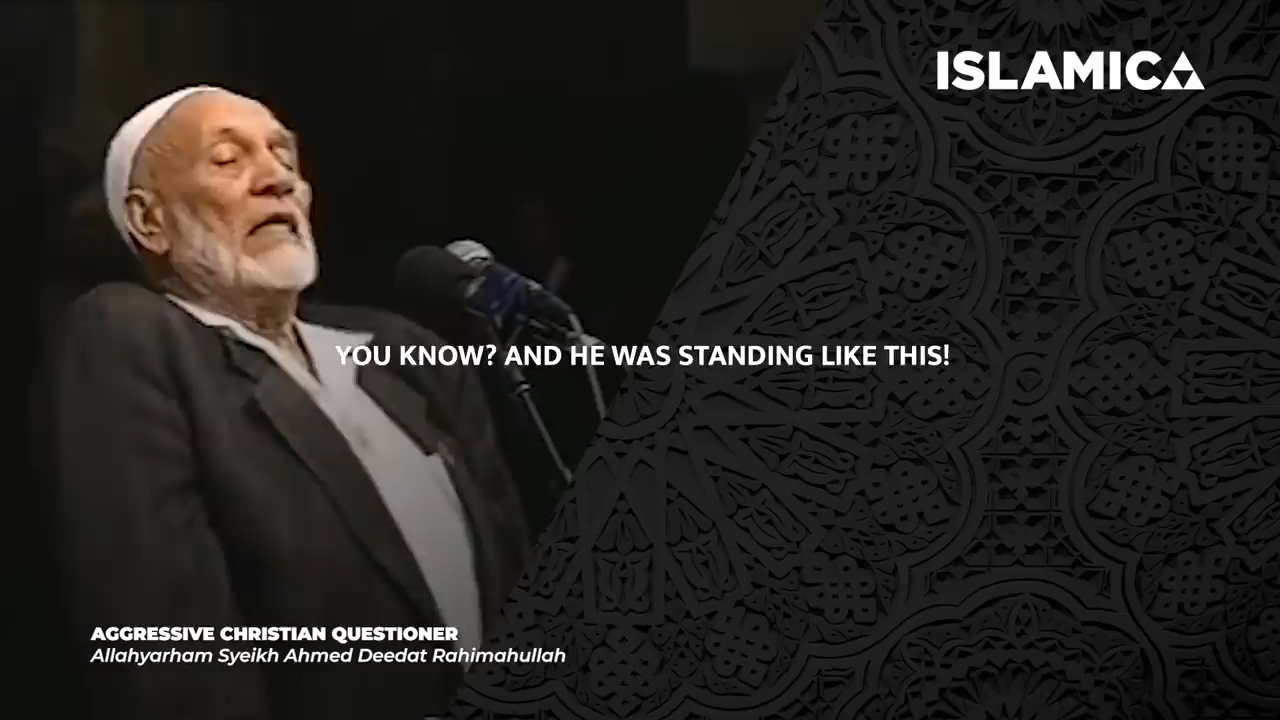 ISLAMICA
YOU KNOW? AND HE WAS STANDING LIKE THIS!
AGGRESSIVE CHRISTIAN QUESTIONER
Allahyarham Syeikh Ahmed Deedat Rahimahullah